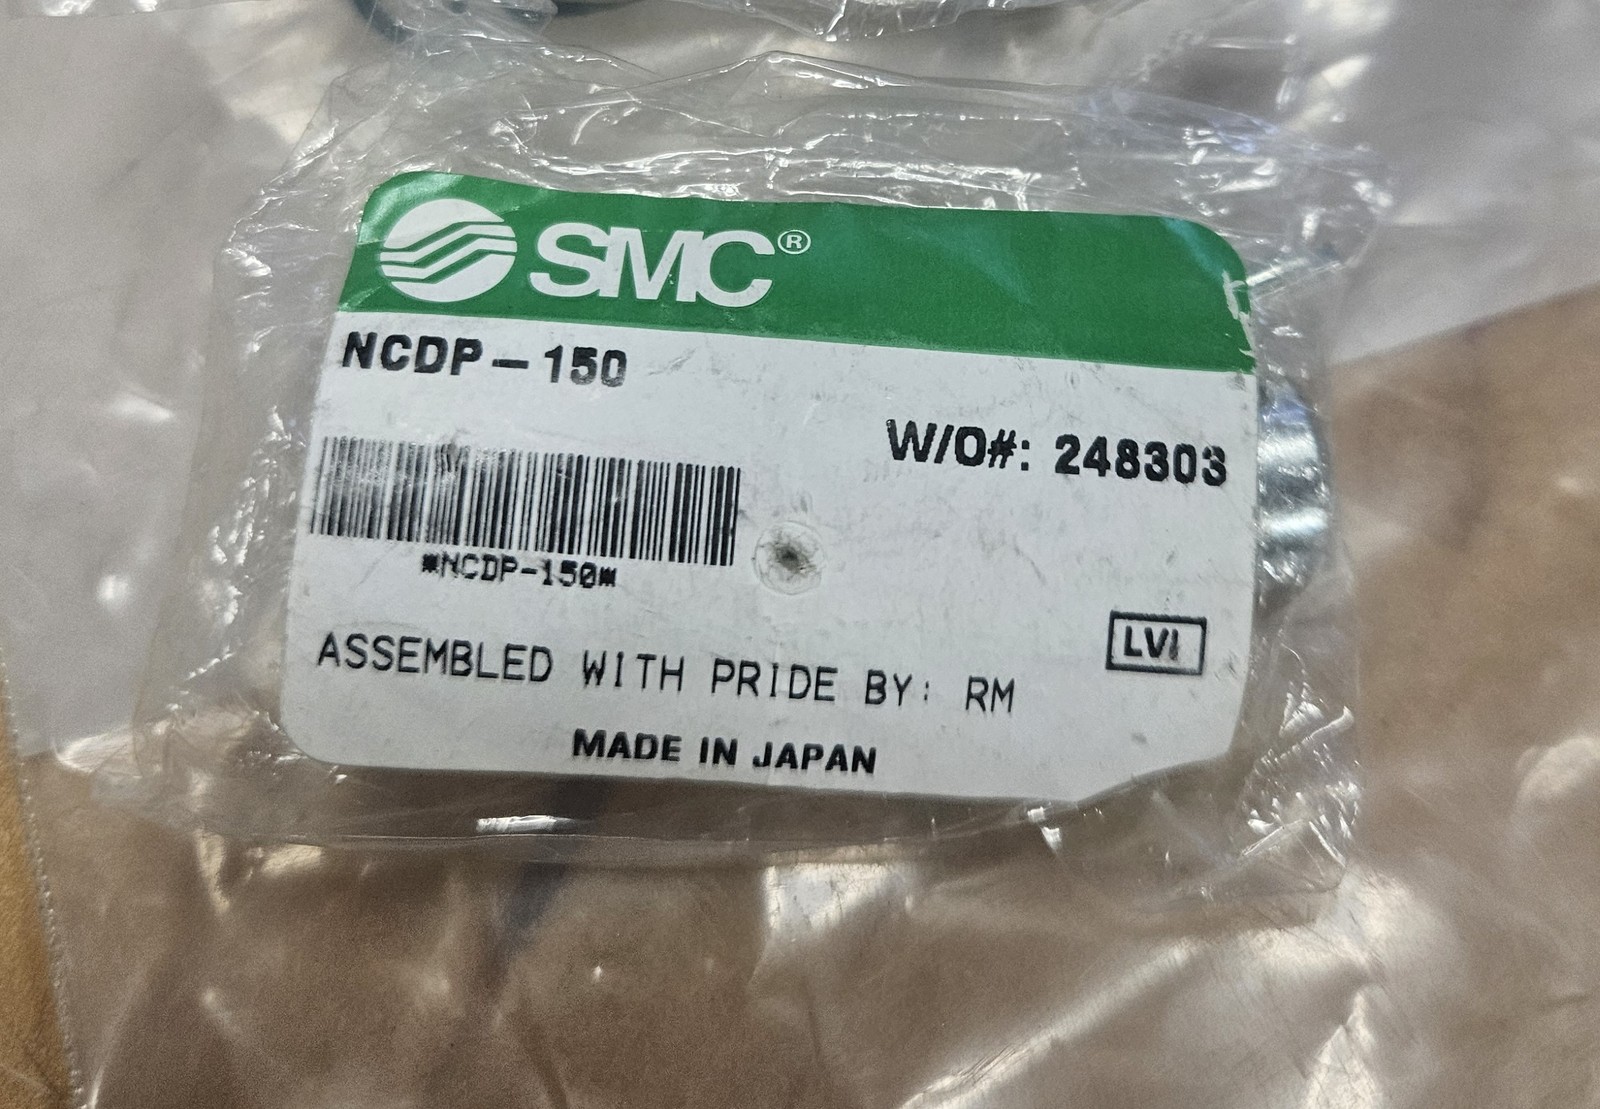 SMC®
NCDP-150
W/O#: 248303
*NCDP-150*
LVI
ASSEMBLED WITH PRIDE BY: RM
MADE IN JAPAN